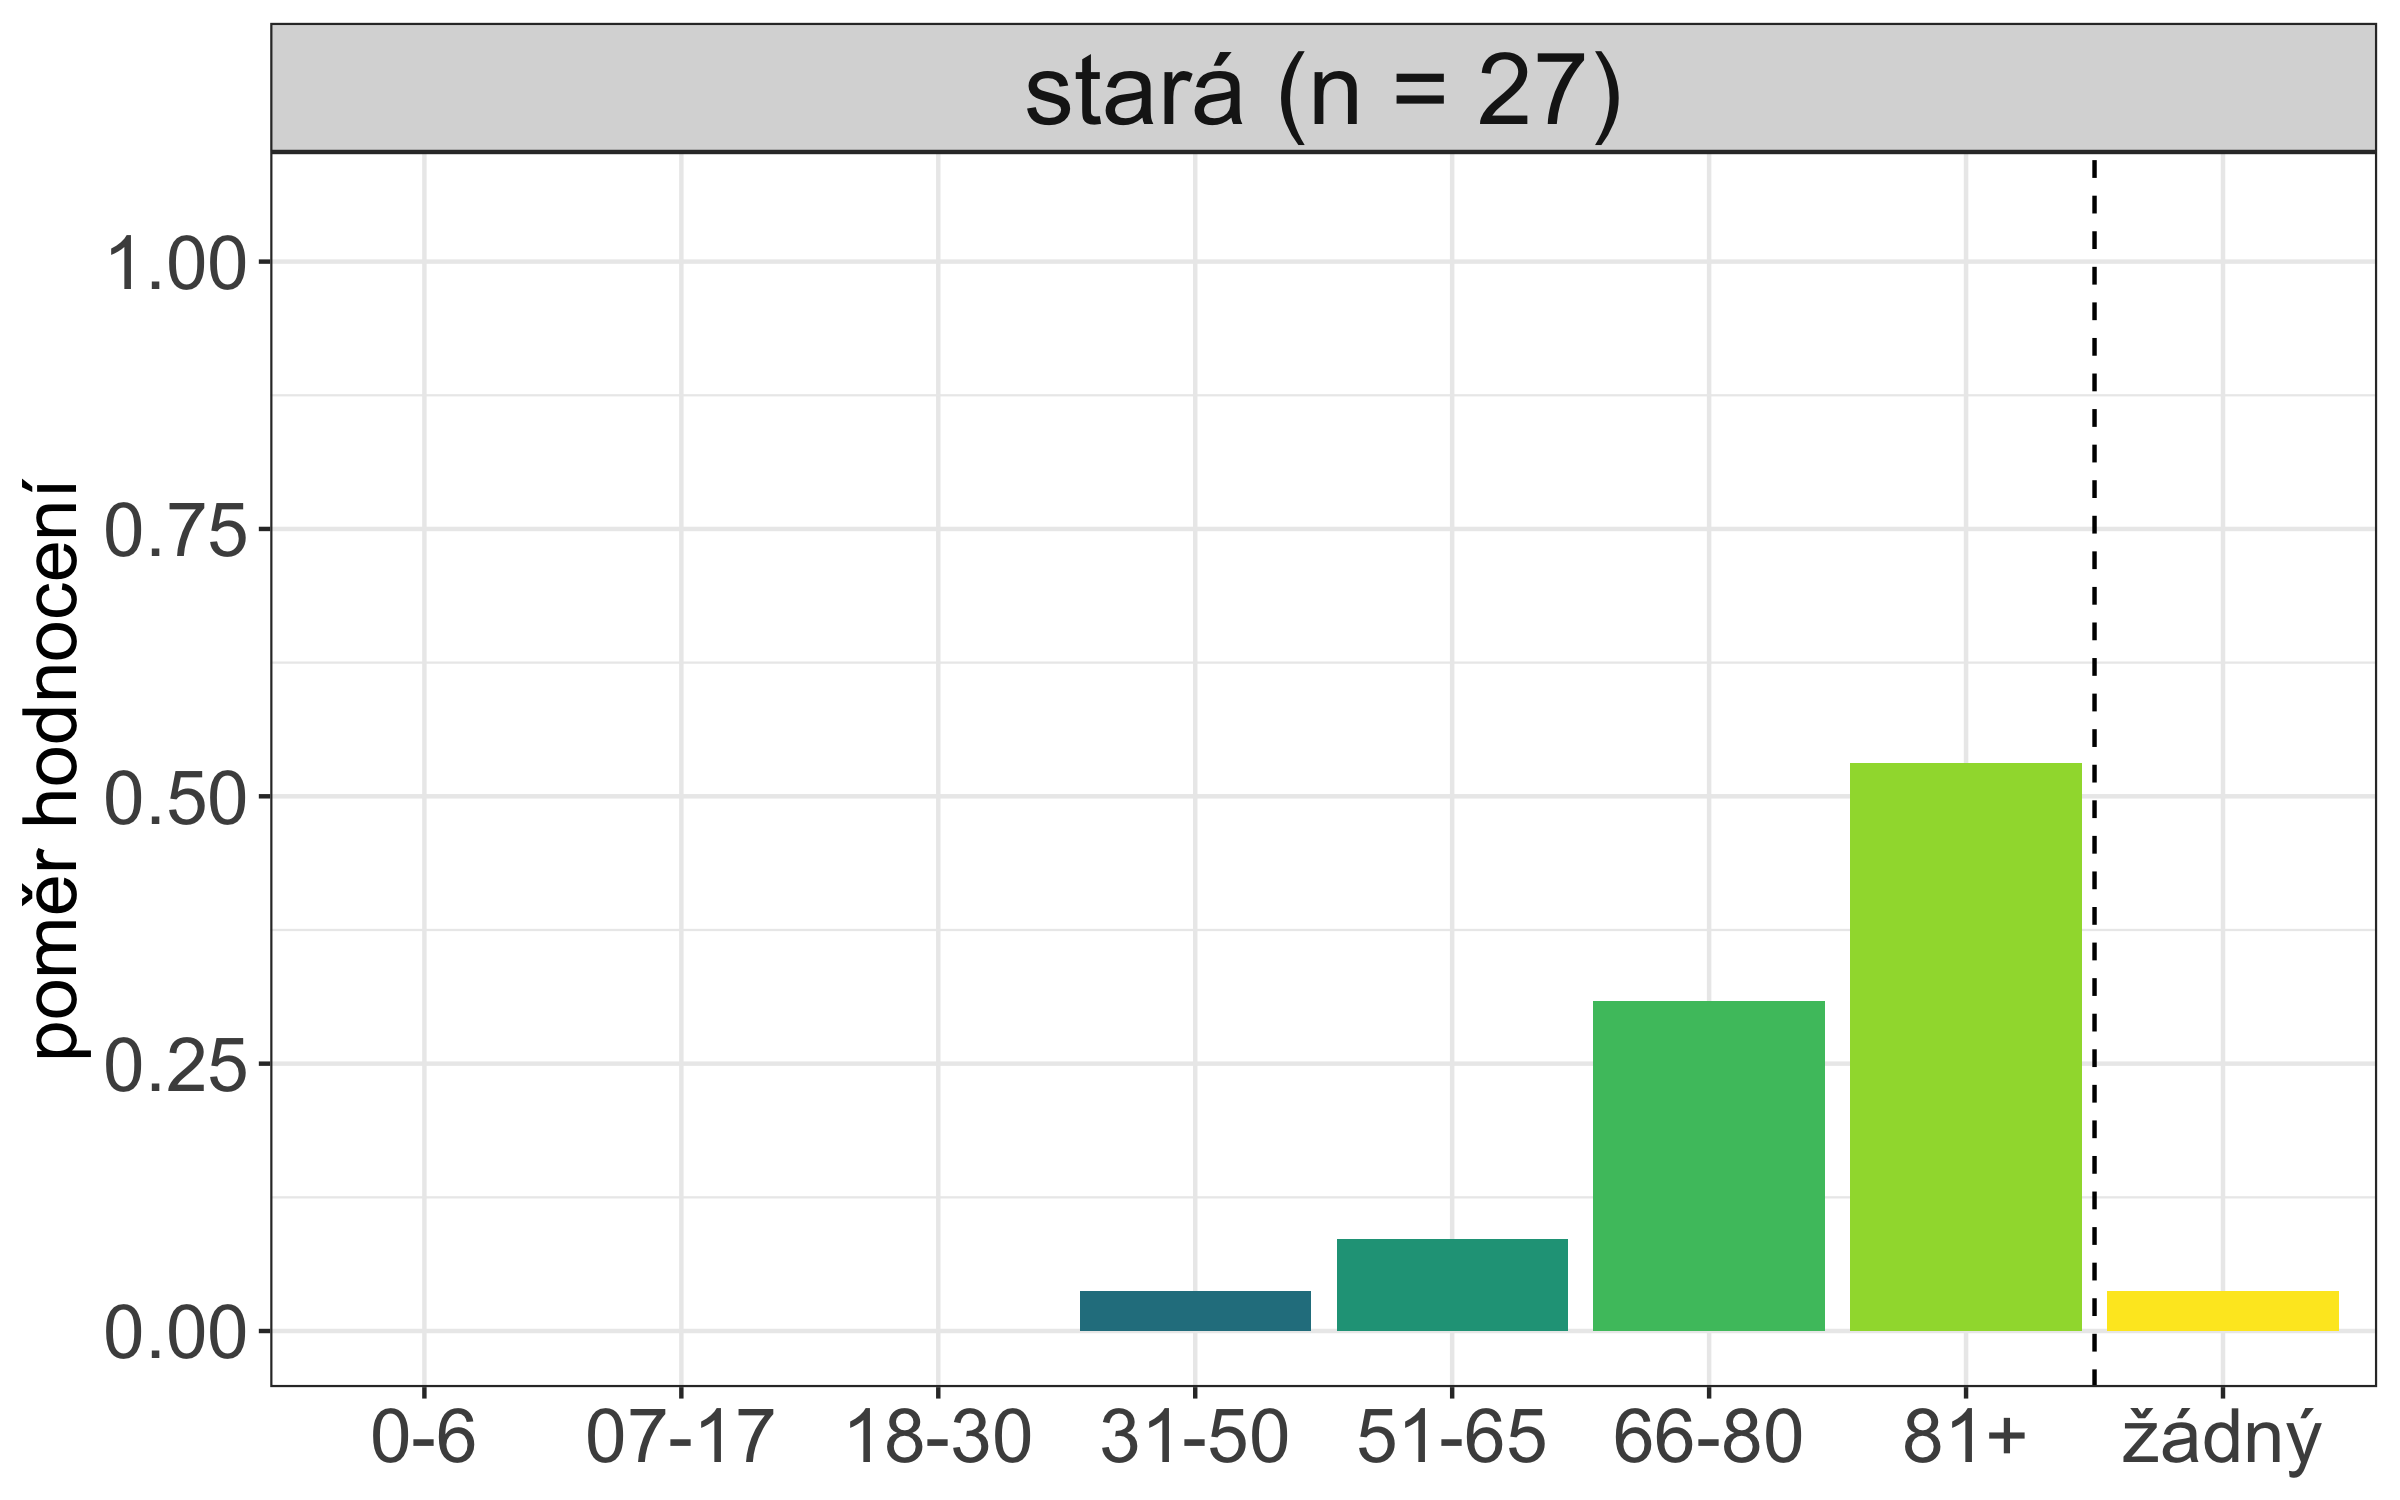 stará (n = 27)
poměr hodnocení
1.00
0.75
0.50
0.25
0.00
0-6 07-17 18-30 31-50 51-65 66-80 81+ žádný